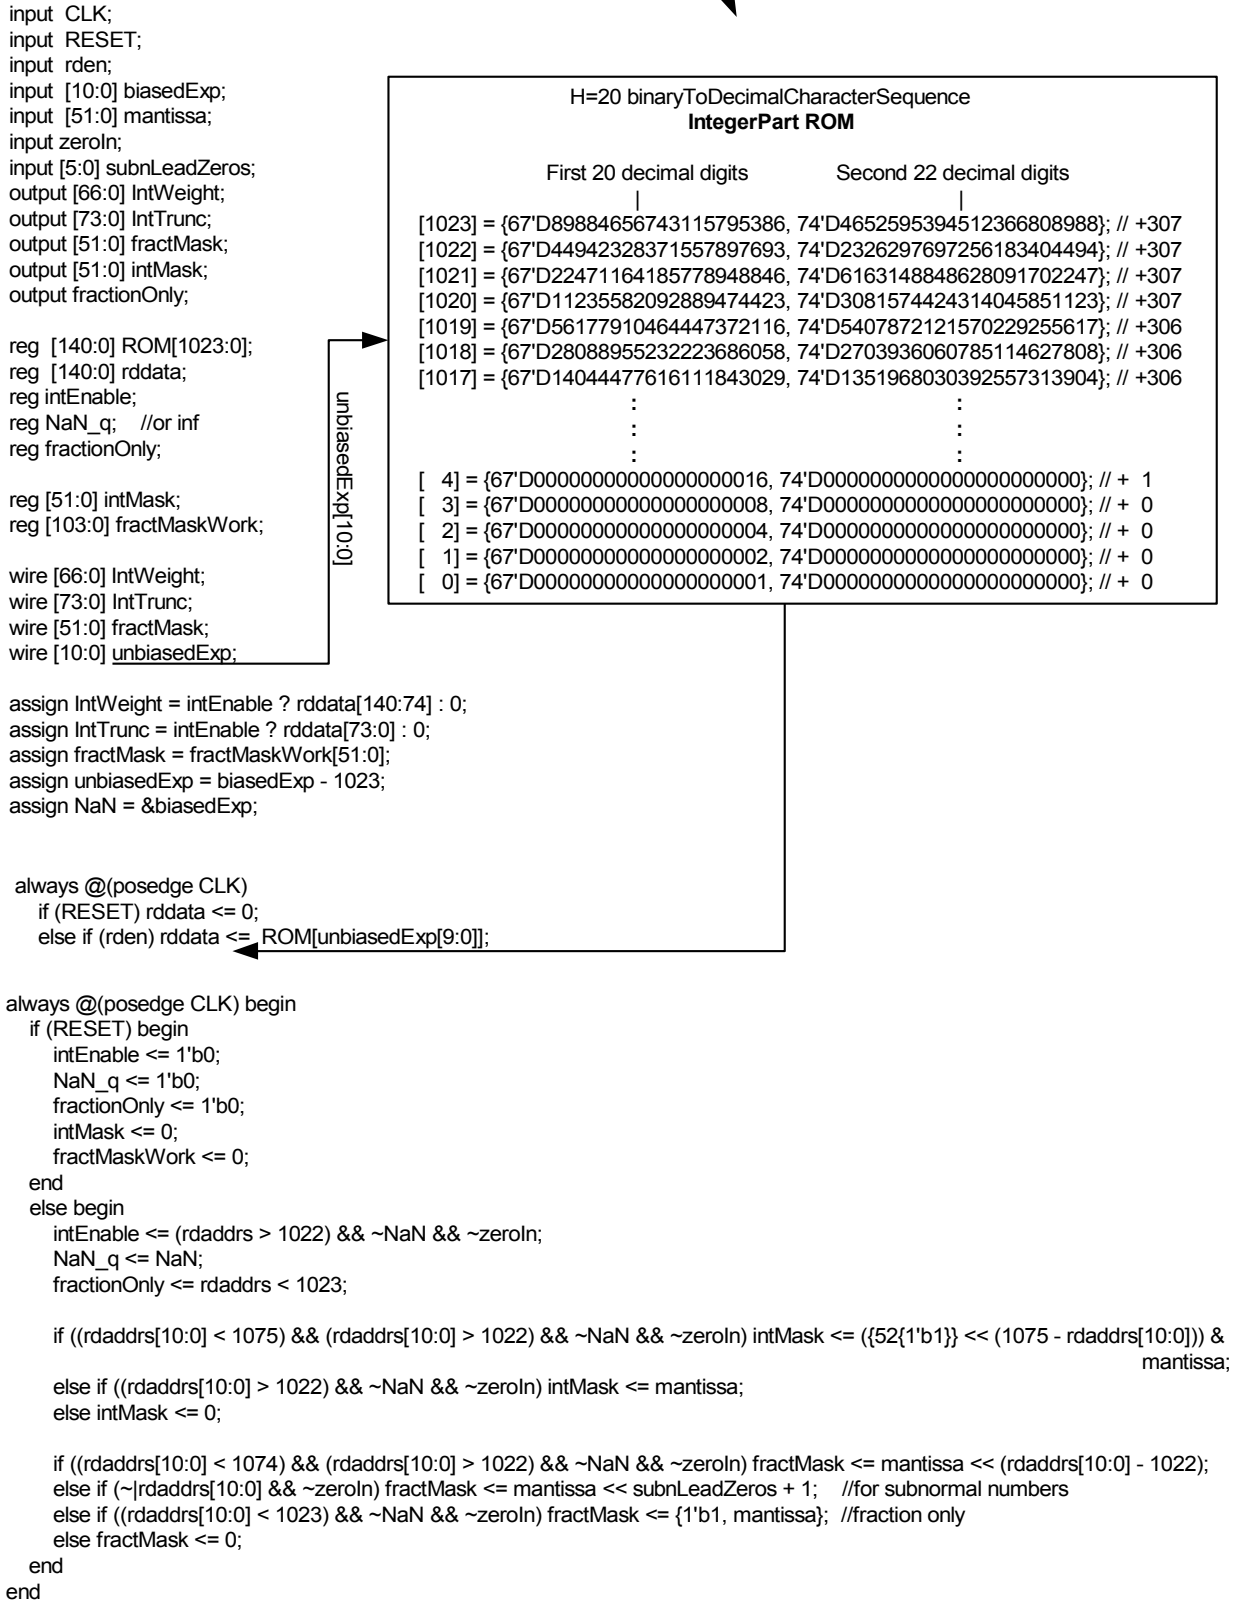 input  CLK;
input  RESET;
input  rden;
input  [10:0] biasedExp;
input  [51:0] mantissa;
input zeroIn;
input [5:0] subnLeadZeros;
output [66:0] IntWeight;
output [73:0] IntTrunc;
output [51:0] fractMask;
output [51:0] intMask;
output fractionOnly;
reg  [140:0] ROM[1023:0];
reg  [140:0] rddata;
reg intEnable;
reg NaN_q;   //or inf
reg fractionOnly;
reg [51:0] intMask;
reg [103:0] fractMaskWork;
wire [66:0] IntWeight;
wire [73:0] IntTrunc;
wire [51:0] fractMask;
wire [10:0] unbiasedExp;
unbiasedExp[10:0]
H=20 binaryToDecimalCharacterSequence
IntegerPart ROM
First 20 decimal digits Second 22 decimal digits
| |
[1023] = {67'D89884656743115795386, 74'D4652595394512366808988}; // +307
[1022] = {67'D44942328371557897693, 74'D2326297697256183404494}; // +307
[1021] = {67'D22471164185778948846, 74'D6163148848628091702247}; // +307
[1020] = {67'D11235582092889474423, 74'D3081574424314045851123}; // +307
[1019] = {67'D56177910464447372116, 74'D5407872121570229255617}; // +306
[1018] = {67'D28088955232223686058, 74'D2703936060785114627808}; // +306
[1017] = {67'D14044477616111843029, 74'D1351968030392557313904}; // +306
: :
: :
: :
[   4] = {67'D00000000000000000016, 74'D0000000000000000000000}; // +  1
[   3] = {67'D00000000000000000008, 74'D0000000000000000000000}; // +  0
[   2] = {67'D00000000000000000004, 74'D0000000000000000000000}; // +  0
[   1] = {67'D00000000000000000002, 74'D0000000000000000000000}; // +  0
[   0] = {67'D00000000000000000001, 74'D0000000000000000000000}; // +  0
assign IntWeight = intEnable ? rddata[140:74] : 0;
assign IntTrunc = intEnable ? rddata[73:0] : 0;
assign fractMask = fractMaskWork[51:0];
assign unbiasedExp = biasedExp - 1023;
assign NaN = &biasedExp;
always @(posedge CLK)
if (RESET) rddata <= 0;
else if (rden) rddata <=  ROM[unbiasedExp[9:0]];
always @(posedge CLK) begin
if (RESET) begin
intEnable <= 1'b0;
NaN_q <= 1'b0;
fractionOnly <= 1'b0;
intMask <= 0;
fractMaskWork <= 0;
end
else begin
intEnable <= (rdaddrs > 1022) && ~NaN && ~zeroIn;
NaN_q <= NaN;
fractionOnly <= rdaddrs < 1023;
if ((rdaddrs[10:0] < 1075) && (rdaddrs[10:0] > 1022) && ~NaN && ~zeroIn) intMask <= ({52{1'b1}} << (1075 - rdaddrs[10:0])) &
mantissa;
else if ((rdaddrs[10:0] > 1022) && ~NaN && ~zeroIn) intMask <= mantissa;
else intMask <= 0;
if ((rdaddrs[10:0] < 1074) && (rdaddrs[10:0] > 1022) && ~NaN && ~zeroIn) fractMask <= mantissa << (rdaddrs[10:0] - 1022);
else if (~|rdaddrs[10:0] && ~zeroIn) fractMask <= mantissa << subnLeadZeros + 1;   //for subnormal numbers
else if ((rdaddrs[10:0] < 1023) && ~NaN && ~zeroIn) fractMask <= {1'b1, mantissa};  //fraction only
else fractMask <= 0;
end
end